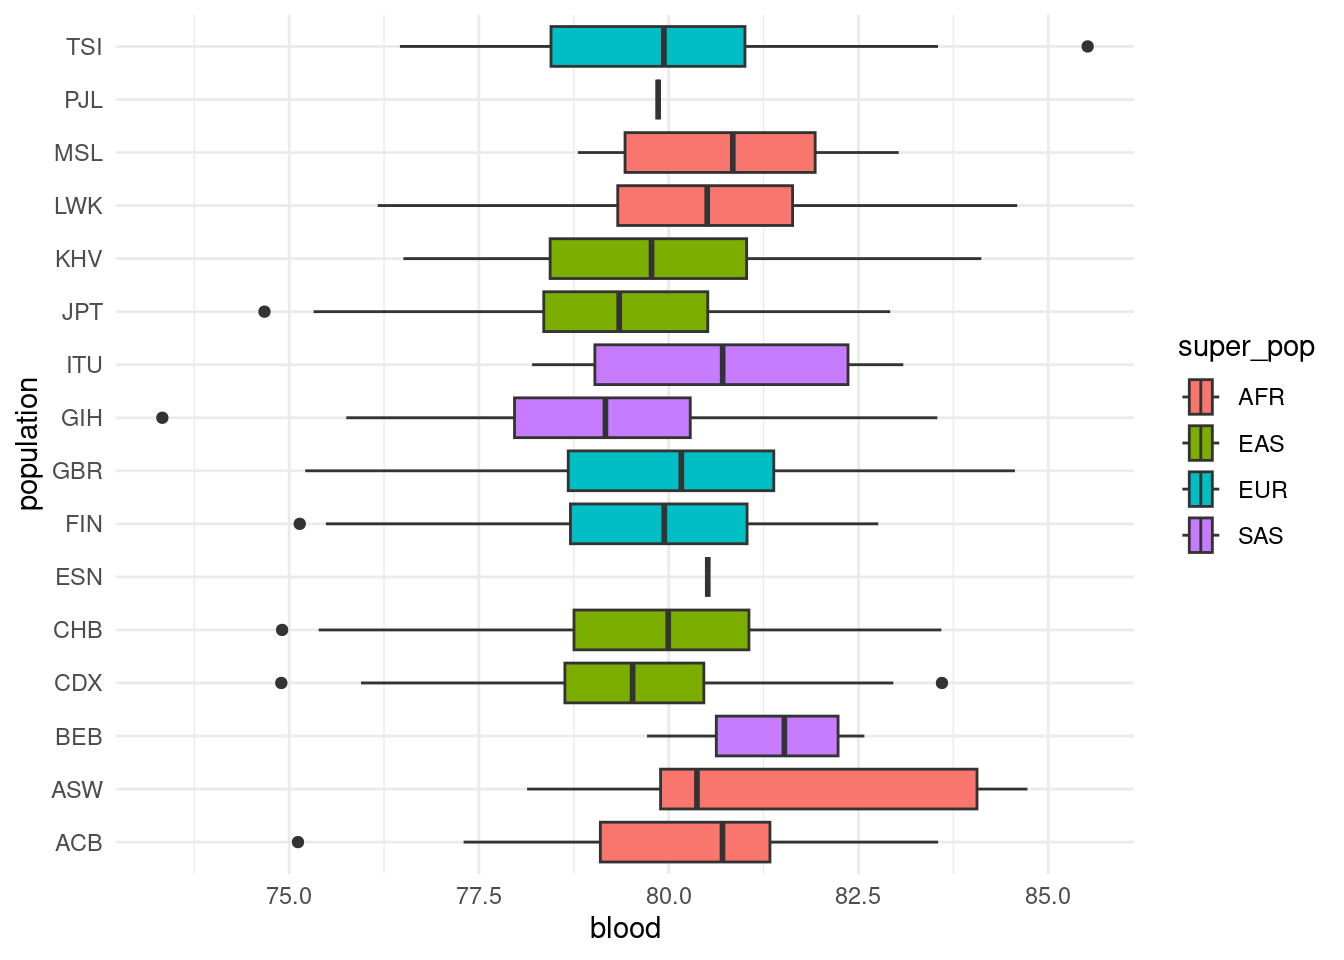 TSI
PJL
MSL
LWK
KHV
JPT
ITU
GIH
GBR
FIN
ESN
CHB
CDX
BEB
ASW
ACB
population
75.0 77.5 80.0 82.5 85.0
blood
super_pop
AFR
EAS
EUR
SAS